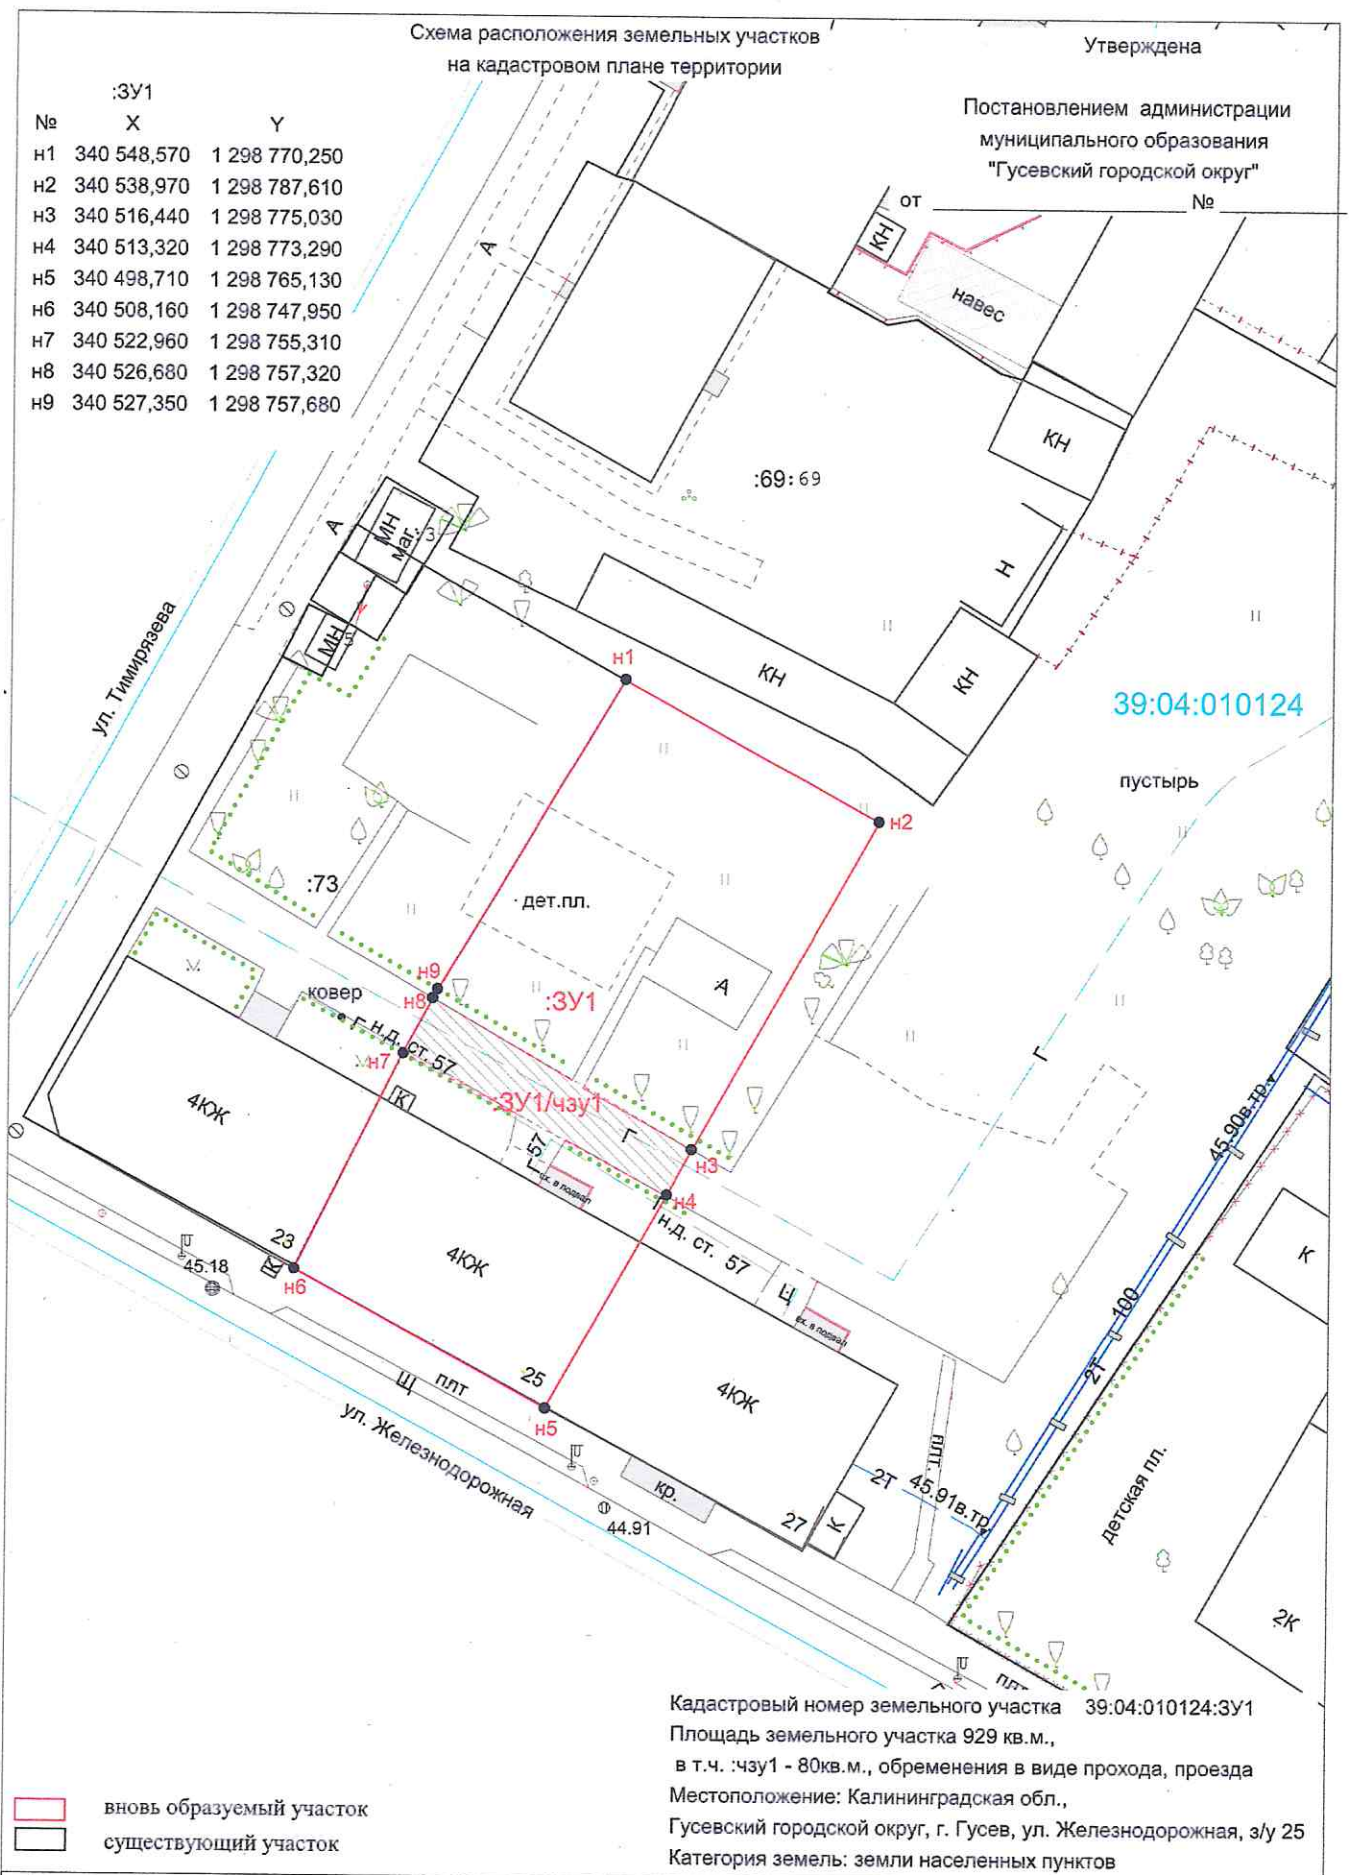 Схема расположения земельных участков
на кадастровом плане территории
Утверждена
Постановлением администрации
муниципального образования
"Гусевский городской округ"
от № 
:ЗУ1
№ X Y
н1 340 548,570 1 298 770,250
н2 340 538,970 1 298 787,610
н3 340 516,440 1 298 775,030
н4 340 513,320 1 298 773,290
н5 340 498,710 1 298 765,130
н6 340 508,160 1 298 747,950
н7 340 522,960 1 298 755,310
н8 340 526,680 1 298 757,320
н9 340 527,350 1 298 757,680
А
КН
навес
КН
:69:69
А
МН
маг.
:3
Н
МН
5
ул. Тимирязева
н1
КН
КН
39:04:010124
пустырь
н2
:73
дет.пл.
н9
:ЗУ1
А
ковер
н8
Г н.д. ст. 57
н7
Г
К
:ЗУ1/чзу1
4КЖ
Г
Г-57
вх. в подвал
н3
н4
45.90в.тр.
н.д. ст. 57
23
К
н6
45.18
4КЖ
Ц
вх. в подвал
К
100
2Т
25
н5
Щ
плт
4КЖ
ул. Железнодорожная
плт.
2Т 45.91в.тр.
детская пл.
кр.
27
К
44.91
2К
плт
Кадастровый номер земельного участка 39:04:010124:ЗУ1
Площадь земельного участка 929 кв.м.,
в т.ч. :чзу1 - 80кв.м., обременения в виде прохода, проезда
Местоположение: Калининградская обл.,
Гусевский городской округ, г. Гусев, ул. Железнодорожная, з/у 25
Категория земель: земли населенных пунктов
вновь образуемый участок
существующий участок